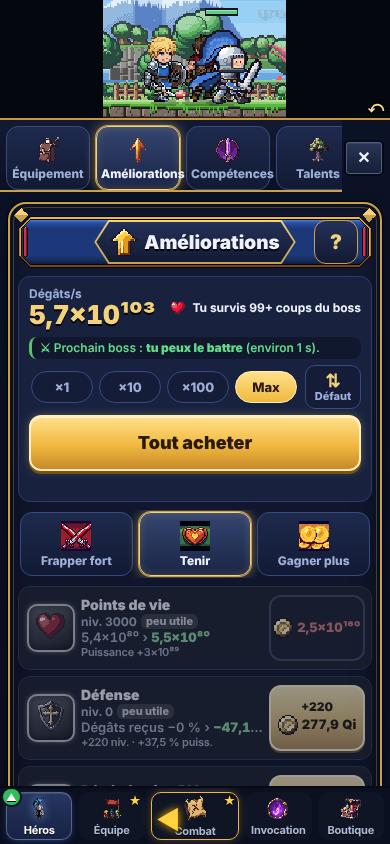 Équipement
Améliorations
Compétences
Talents
×
Améliorations
?
Dégâts/s
5,7×10¹⁰³
Tu survis 99+ coups du boss
Prochain boss : tu peux le battre (environ 1 s).
×1
×10
×100
Max
Défaut
Tout acheter
Frapper fort
Tenir
Gagner plus
Points de vie
niv. 3000 peu utile
5,4×10⁸⁰ › 5,5×10⁸⁰
Puissance +3×10⁸⁹
2,5×10¹⁸⁰
Défense
niv. 0 peu utile
Dégâts reçus −0 % › −47,1...
+220 niv. · +37,5 % puiss.
+220
277,9 Qi
Héros
Équipe
Combat
Invocation
Boutique